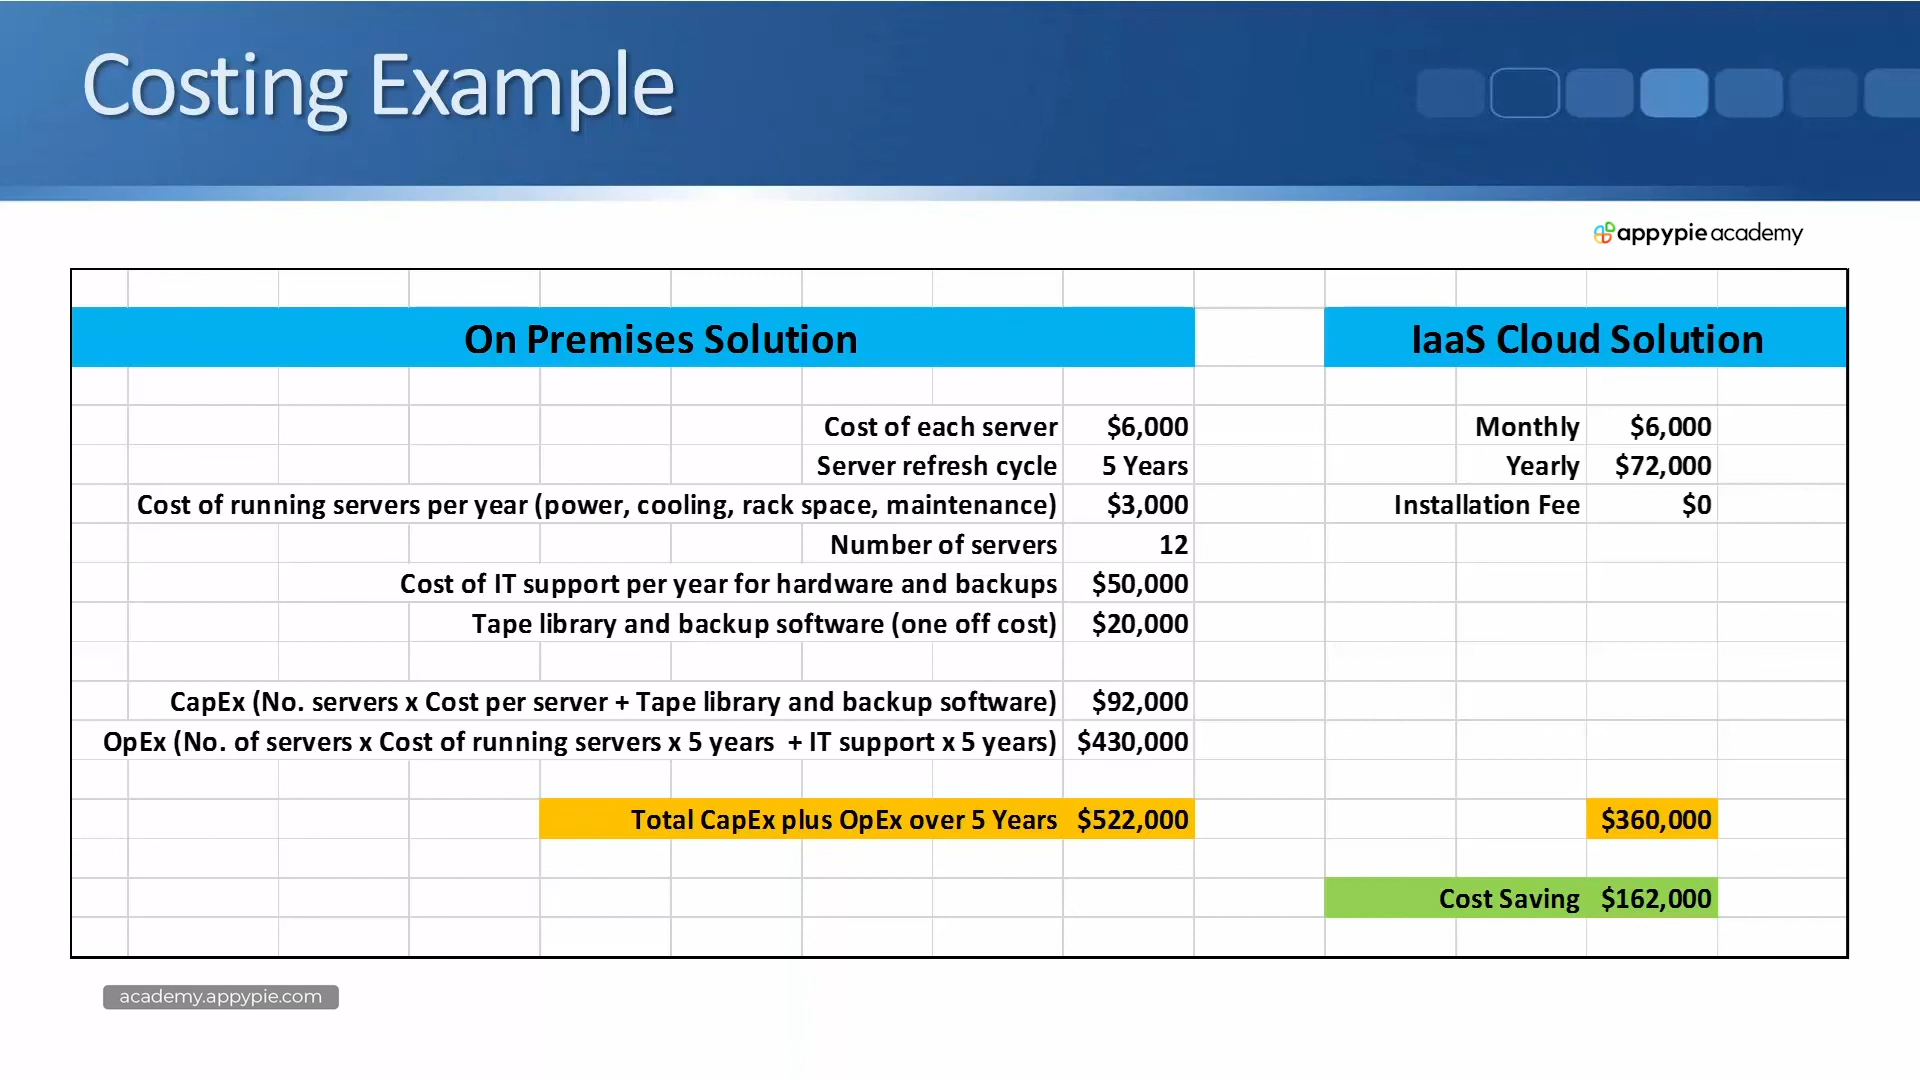 Costing Example
appypie academy
On Premises Solution
IaaS Cloud Solution
Cost of each server $6,000 Monthly $6,000
Server refresh cycle 5 Years Yearly $72,000
Cost of running servers per year (power, cooling, rack space, maintenance) $3,000 Installation Fee $0
Number of servers 12
Cost of IT support per year for hardware and backups $50,000
Tape library and backup software (one off cost) $20,000
CapEx (No. servers x Cost per server + Tape library and backup software) $92,000
OpEx (No. of servers x Cost of running servers x 5 years + IT support x 5 years) $430,000
Total CapEx plus OpEx over 5 Years $522,000 $360,000
Cost Saving $162,000
academy.appypie.com